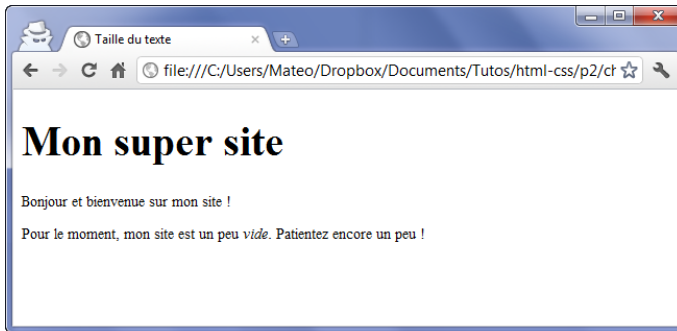 Taille du texte
file:///C:/Users/Mateo/Dropbox/Documents/Tutos/html-css/p2/ch
Mon super site
Bonjour et bienvenue sur mon site !
Pour le moment, mon site est un peu vide. Patientez encore un peu !